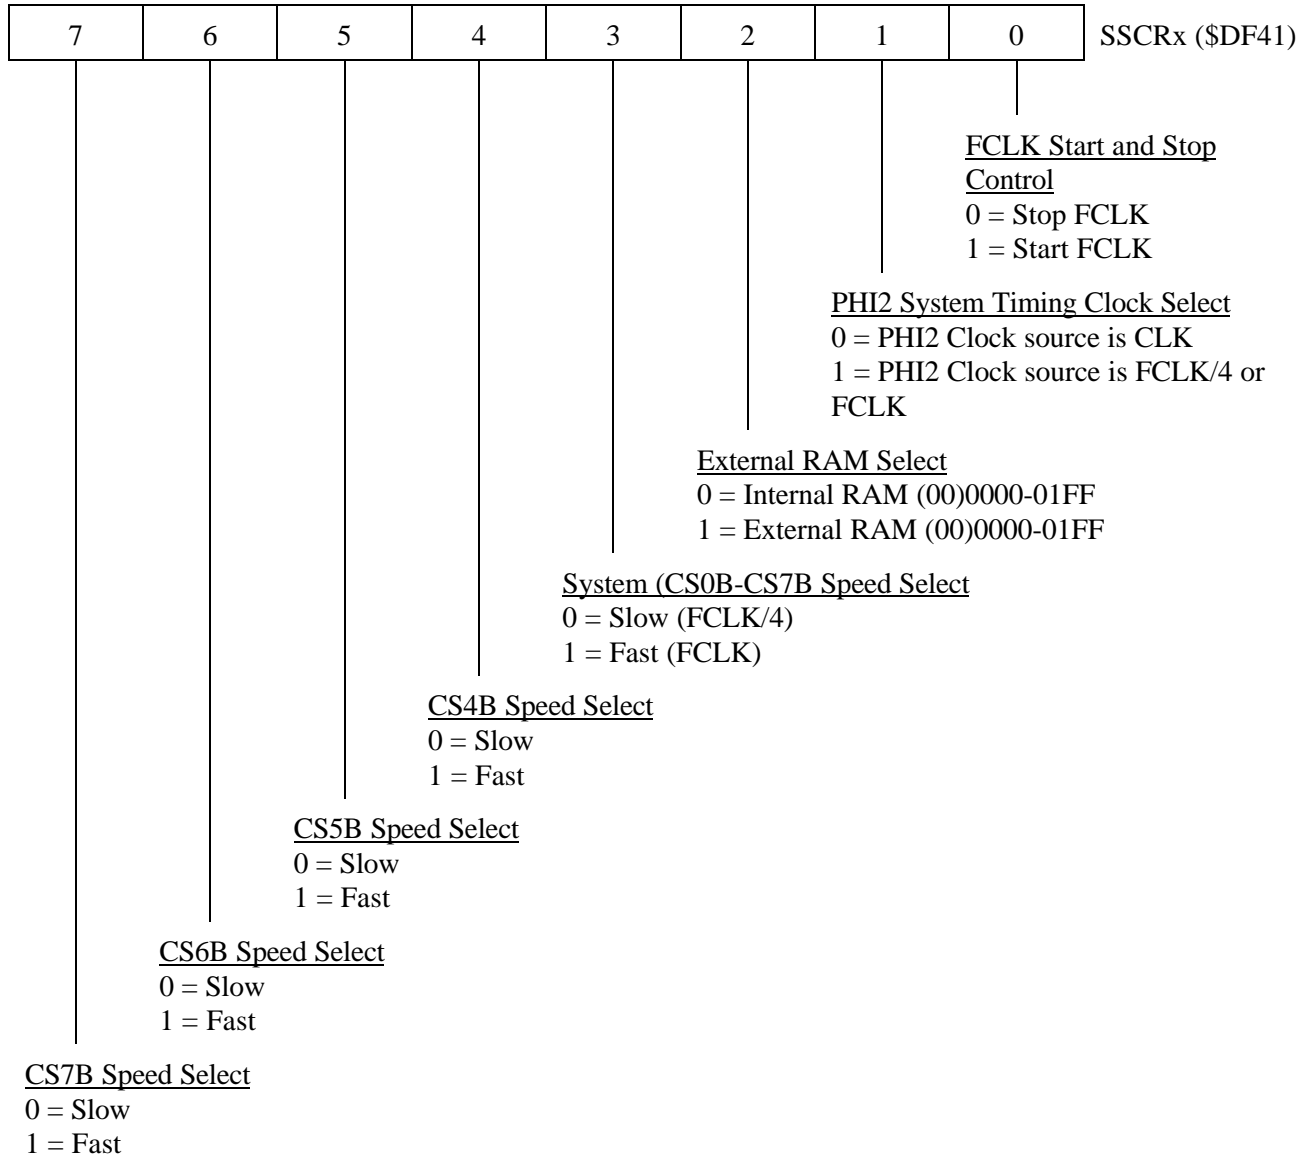 7 6 5 4 3 2 1 0 SSCRx ($DF41)
FCLK Start and Stop
Control
0 = Stop FCLK
1 = Start FCLK
PHI2 System Timing Clock Select
0 = PHI2 Clock source is CLK
1 = PHI2 Clock source is FCLK/4 or
FCLK
External RAM Select
0 = Internal RAM (00)0000-01FF
1 = External RAM (00)0000-01FF
System (CS0B-CS7B Speed Select
0 = Slow (FCLK/4)
1 = Fast (FCLK)
CS4B Speed Select
0 = Slow
1 = Fast
CS5B Speed Select
0 = Slow
1 = Fast
CS6B Speed Select
0 = Slow
1 = Fast
CS7B Speed Select
0 = Slow
1 = Fast